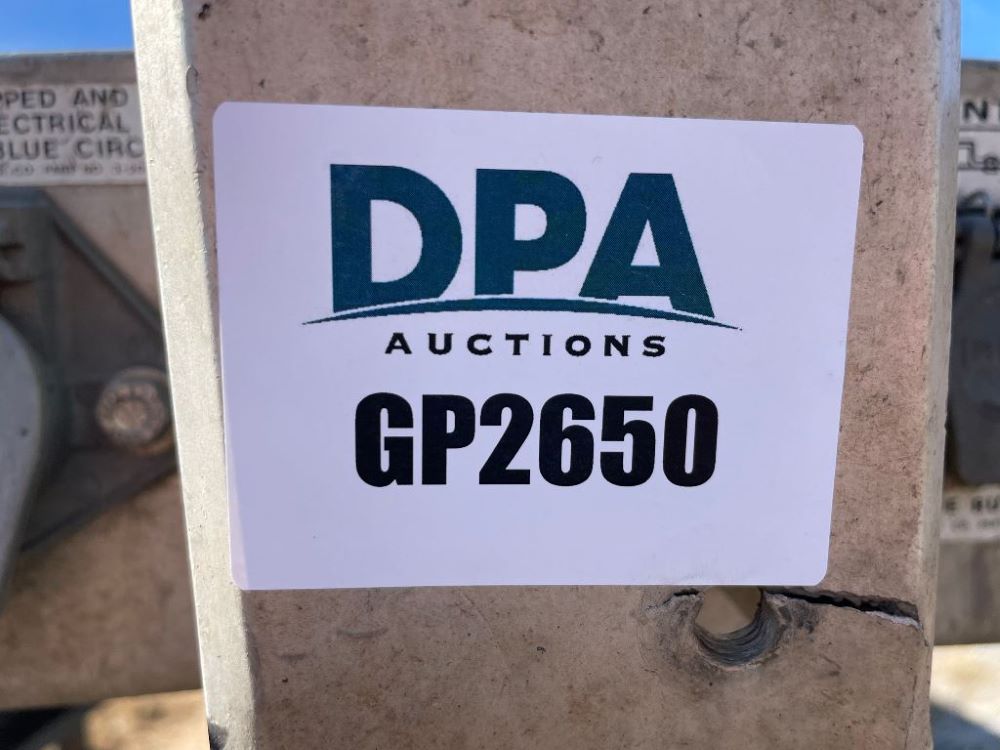 PPED AND
ECTRICAL
BLUE CIRC
DPA
AUCTIONS
GP2650